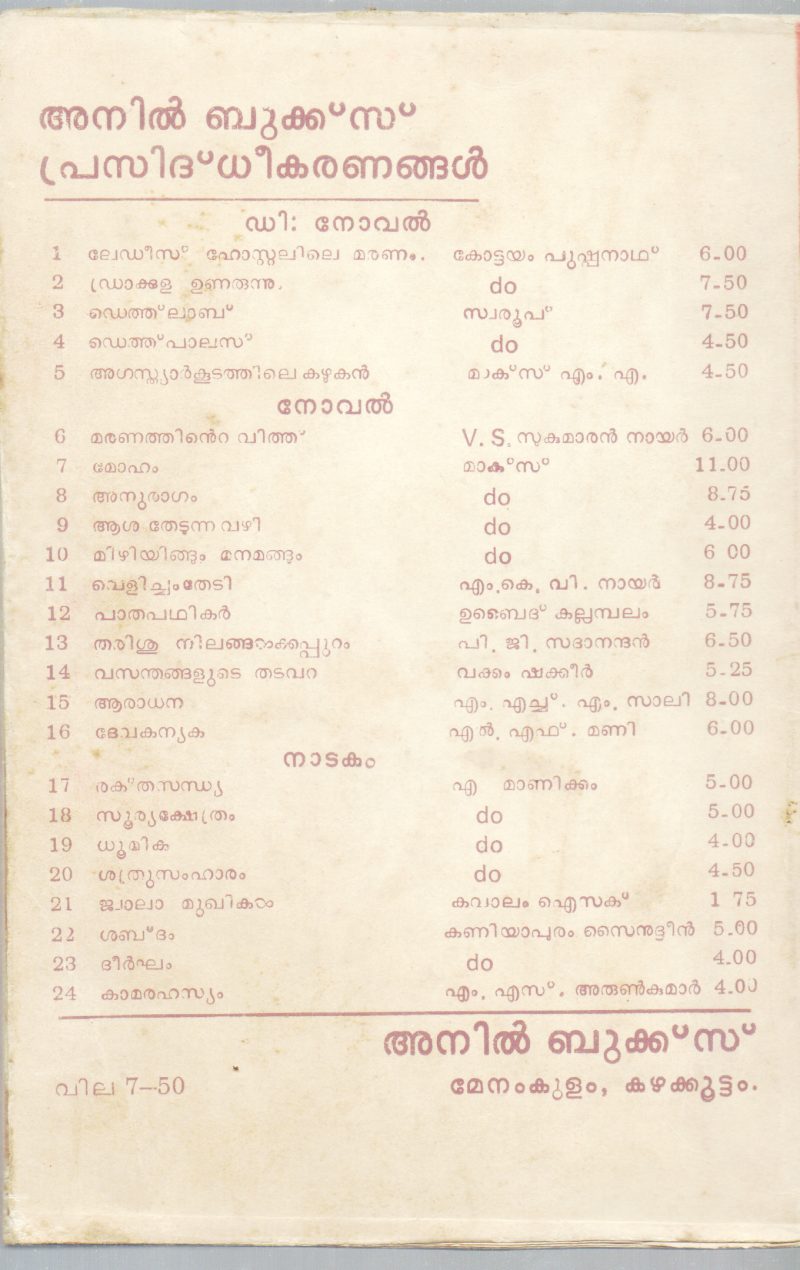 അനിൽ ബുക്ക്സ്
പ്രസിദ്ധീകരണങ്ങൾ
ഡി: നോവൽ
1 ലേഡീസ് ഹോസ്റ്റലിലെ മരണം. കോട്ടയം പുഷ്പനാഥ് 6-00
2 ഡ്രാക്കുള ഉണരുന്നു. do 7-50
3 ഡെത്ത്ലാബ് സ്വരൂപ് 7-50
4 ഡെത്ത്പാലസ് do 4-50
5 അഗസ്ത്യാർകൂടത്തിലെ കഴുകൻ മാക്സ് എം. എ. 4-50
നോവൽ
6 മരണത്തിൻെറ വിത്ത് V. S. സുകുമാരൻ നായർ 6-00
7 മോഹം മാക്സ് 11.00
8 അനുരാഗം do 8-75
9 ആശ തേടുന്ന വഴി do 4-00
10 മിഴിയിങ്ങും മനമങ്ങും do 6 00
11 വെളിച്ചംതേടി എം.കെ. വി. നായർ 8-75
12 പാതപഥികർ ഉബൈദ് കല്ലമ്പലം 5-75
13 തരിശു നിലങ്ങൾക്കപ്പുറം പി. ജി. സദാനന്ദൻ 6-50
14 വസന്തങ്ങളുടെ തടവറ വക്കം ഷക്കീർ 5-25
15 ആരാധന എം. എച്ച്. എം. സാലി 8-00
16 ദേവകന്യക എൽ. എഫ്. മണി 6-00
നാടകം
17 രക്തസന്ധ്യ എ മാണിക്കം 5-00
18 സൂര്യക്ഷേത്രം do 5-00
19 ധൂമിക do 4-00
20 ശത്രുസംഹാരം do 4-50
21 ജ്വാലാ മുഖികൾ കവാലം ഐസക് 1 75
22 ശബ്ദം കണിയാപുരം സൈനുദ്ദീൻ 5.00
23 ദീർഘം do 4.00
24 കാമരഹസ്യം എം. എസ്. അരുൺകുമാർ 4.00
അനിൽ ബുക്ക്സ്
വില 7—50 മേനംകുളം, കഴക്കൂട്ടം.